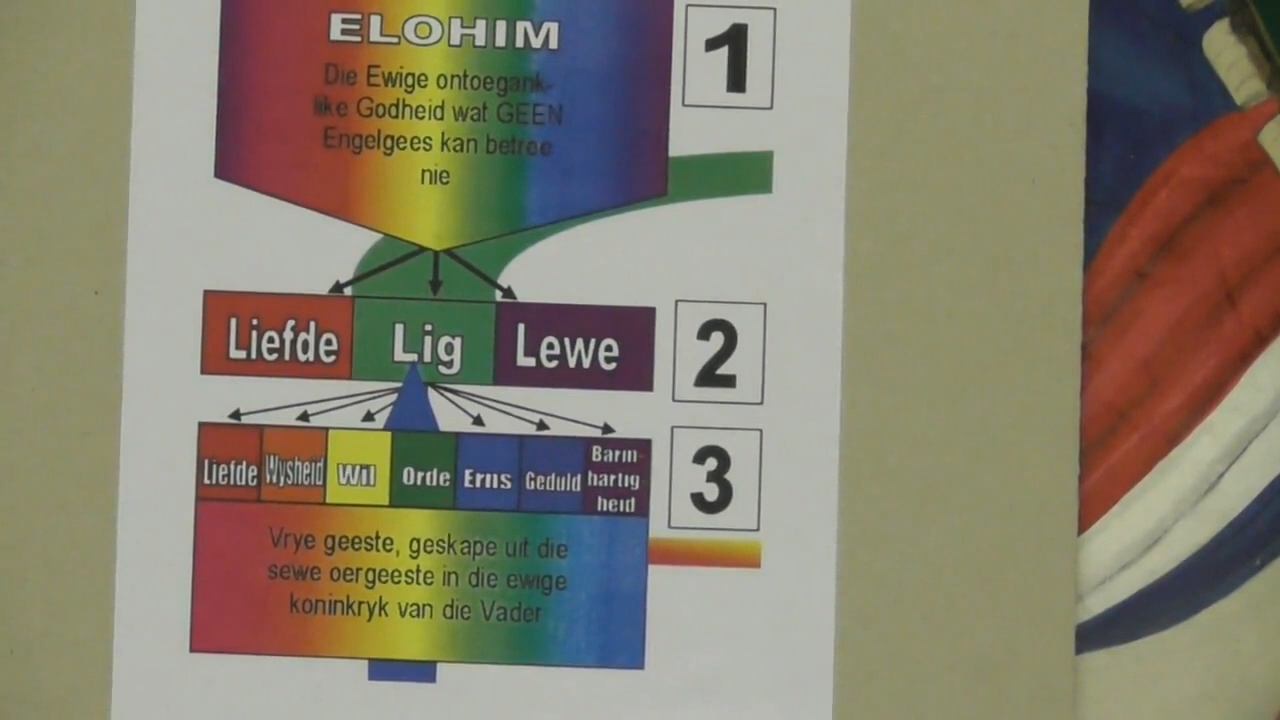 ELOHIM
Die Ewige ontoegank-
like Godheid wat GEEN
Engelgees kan betree
nie
1
Liefde Lig Lewe
2
Liefde Wysheid Wil Orde Erns Geduld Barm-
hartig-
heid
3
Vrye geeste, geskape uit die
sewe oergeeste in die ewige
koninkryk van die Vader